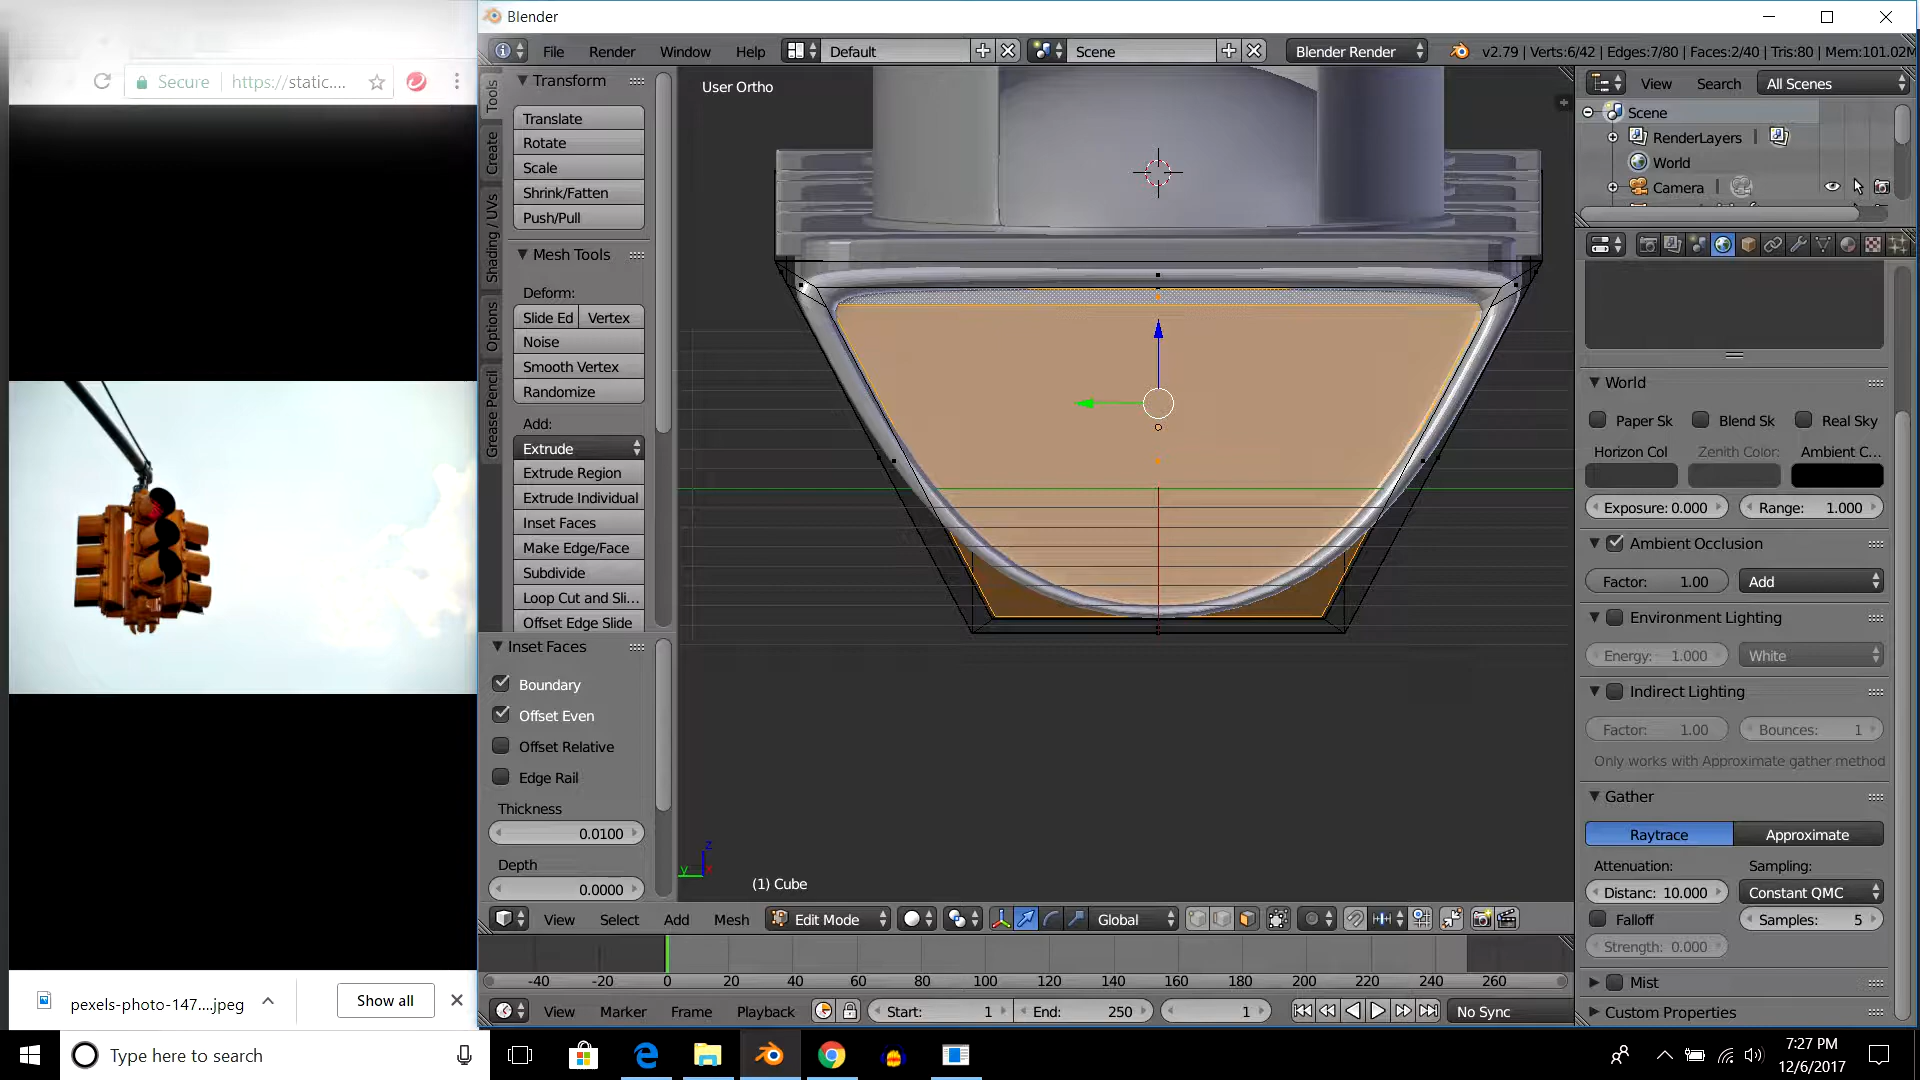 Blender
Secure
https://static....
File
Render
Window
Help
Default
Scene
Blender Render
v2.79 | Verts:6/42 | Edges:7/80 | Faces:2/40 | Tris:80 | Mem:101.02M
Tools
Create
Shading / UVs
Options
Grease Pencil
Transform
Translate
Rotate
Scale
Shrink/Fatten
Push/Pull
Mesh Tools
Deform:
Slide Ed
Vertex
Noise
Smooth Vertex
Randomize
Add:
Extrude
Extrude Region
Extrude Individual
Inset Faces
Make Edge/Face
Subdivide
Loop Cut and Sli...
Offset Edge Slide
Inset Faces
Boundary
Offset Even
Offset Relative
Edge Rail
Thickness
0.0100
Depth
0.0000
User Ortho
z
y
x
(1) Cube
View
Select
Add
Mesh
Edit Mode
Global
-40
-20
0
20
40
60
80
100
120
140
160
180
200
220
240
260
View
Marker
Frame
Playback
Start: 1
End: 250
1
No Sync
View
Search
All Scenes
Scene
RenderLayers
World
Camera
World
Paper Sk
Blend Sk
Real Sky
Horizon Col
Zenith Color:
Ambient C...
Exposure: 0.000
Range: 1.000
Ambient Occlusion
Factor: 1.00
Add
Environment Lighting
Energy: 1.000
White
Indirect Lighting
Factor: 1.00
Bounces: 1
Only works with Approximate gather method
Gather
Raytrace
Approximate
Attenuation:
Sampling:
Distanc: 10.000
Constant QMC
Falloff
Samples: 5
Strength: 0.000
Mist
Custom Properties
pexels-photo-147....jpeg
Show all
Type here to search
7:27 PM
12/6/2017